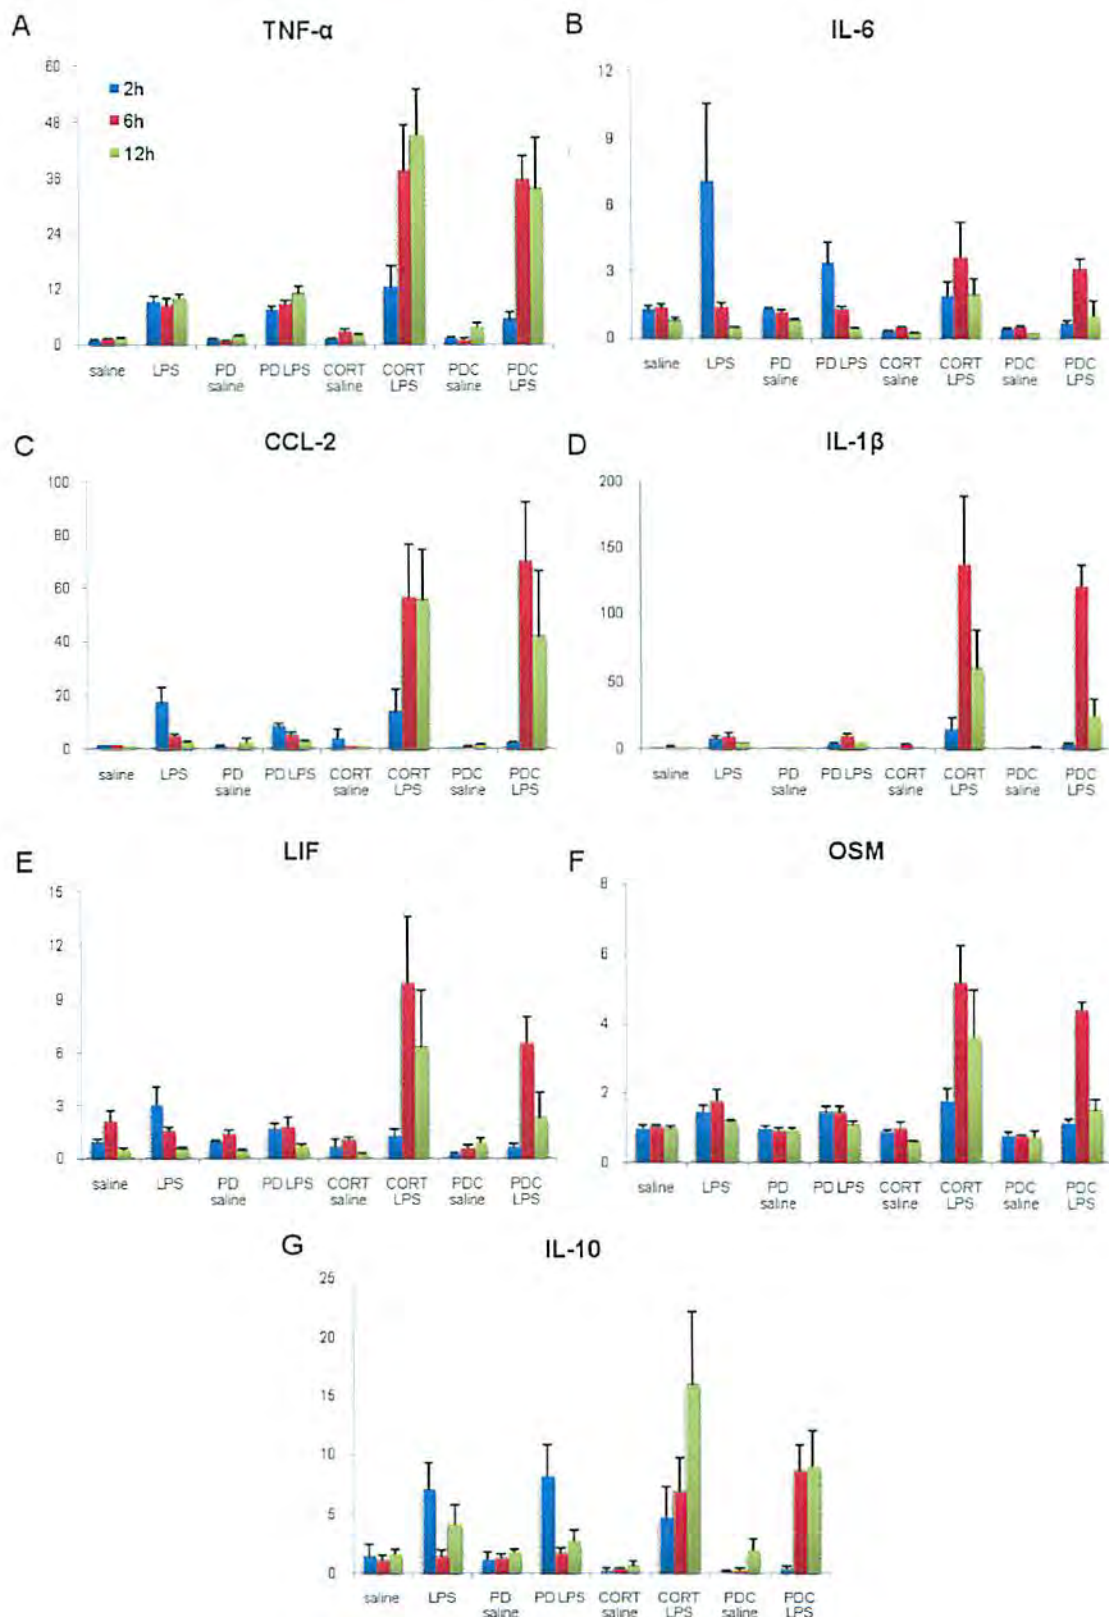 A
TNF-α
60
48
36
24
12
0
2h
6h
12h
saline LPS PD saline PD LPS CORT saline CORT LPS PDC saline PDC LPS
B
IL-6
12
9
6
3
0
saline LPS PD saline PD LPS CORT saline CORT LPS PDC saline PDC LPS
C
CCL-2
100
80
60
40
20
0
saline LPS PD saline PD LPS CORT saline CORT LPS PDC saline PDC LPS
D
IL-1β
200
150
100
50
0
saline LPS PD saline PD LPS CORT saline CORT LPS PDC saline PDC LPS
E
LIF
15
12
9
6
3
0
saline LPS PD saline PD LPS CORT saline CORT LPS PDC saline PDC LPS
F
OSM
8
6
4
2
0
saline LPS PD saline PD LPS CORT saline CORT LPS PDC saline PDC LPS
G
IL-10
25
20
15
10
5
0
saline LPS PD saline PD LPS CORT saline CORT LPS PDC saline PDC LPS